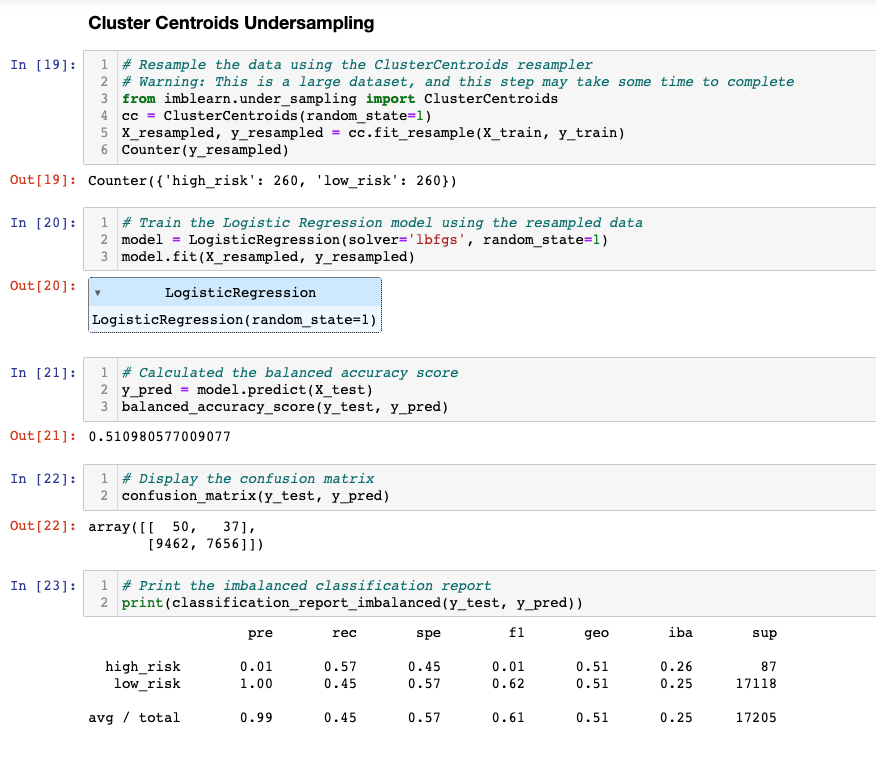 Cluster Centroids Undersampling
In [19]:
1 # Resample the data using the ClusterCentroids resampler
2 # Warning: This is a large dataset, and this step may take some time to complete
3 from imblearn.under_sampling import ClusterCentroids
4 cc = ClusterCentroids(random_state=1)
5 X_resampled, y_resampled = cc.fit_resample(X_train, y_train)
6 Counter(y_resampled)
Out[19]: Counter({'high_risk': 260, 'low_risk': 260})
In [20]:
1 # Train the Logistic Regression model using the resampled data
2 model = LogisticRegression(solver='lbfgs', random_state=1)
3 model.fit(X_resampled, y_resampled)
Out[20]:
▾ LogisticRegression
LogisticRegression(random_state=1)
In [21]:
1 # Calculated the balanced accuracy score
2 y_pred = model.predict(X_test)
3 balanced_accuracy_score(y_test, y_pred)
Out[21]: 0.510980577009077
In [22]:
1 # Display the confusion matrix
2 confusion_matrix(y_test, y_pred)
Out[22]: array([[  50,   37],
       [9462, 7656]])
In [23]:
1 # Print the imbalanced classification report
2 print(classification_report_imbalanced(y_test, y_pred))
pre rec spe f1 geo iba sup
high_risk 0.01 0.57 0.45 0.01 0.51 0.26 87
low_risk 1.00 0.45 0.57 0.62 0.51 0.25 17118
avg / total 0.99 0.45 0.57 0.61 0.51 0.25 17205